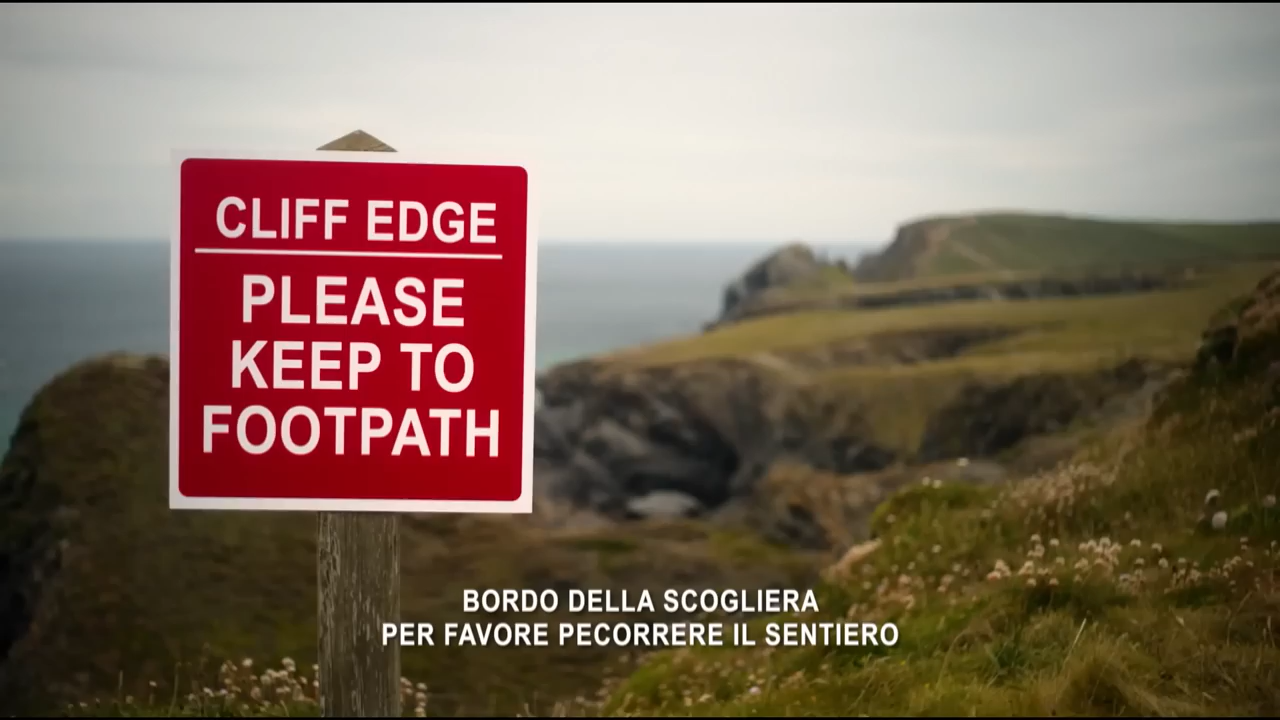 CLIFF EDGE
PLEASE
KEEP TO
FOOTPATH
BORDO DELLA SCOGLIERA
PER FAVORE PECORRERE IL SENTIERO